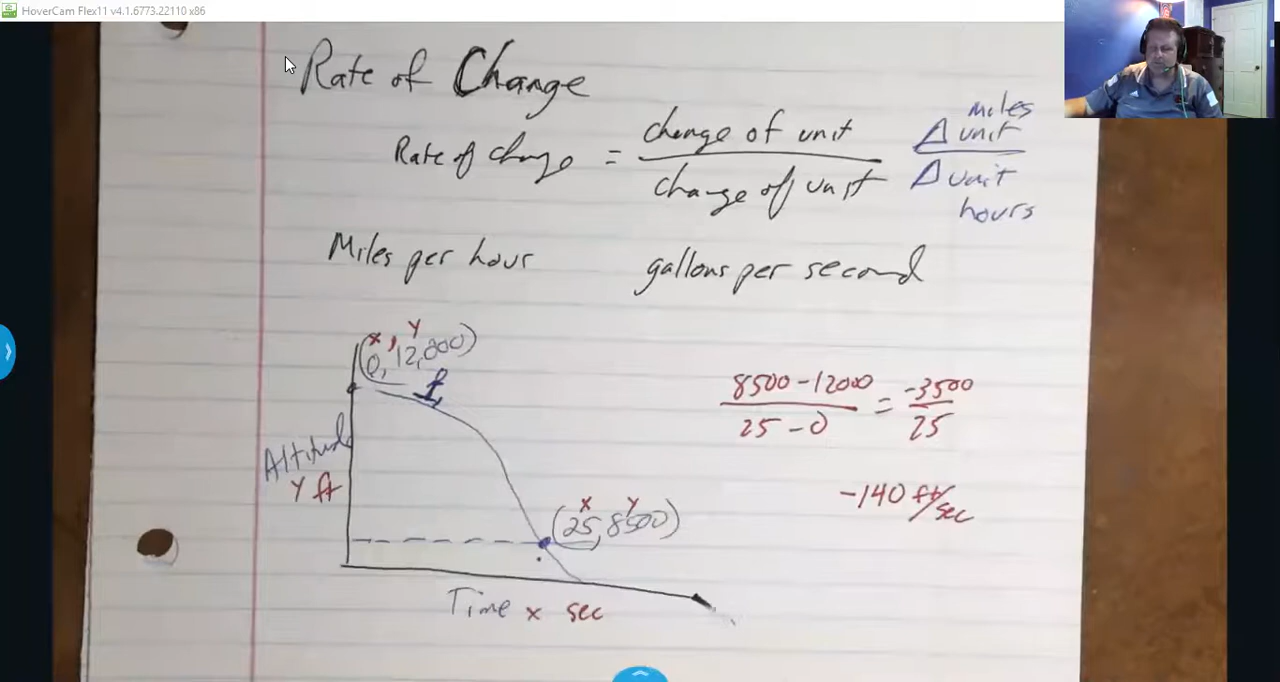 HoverCam Flex11 v4.1.6773.22110 x86
Rate of Change
Rate of change = change of unit / change of unit
miles
Δ unit
Δ unit
hours
Miles per hour
gallons per second
x, y
(0, 12,000)
f
Altitude
y ft
x y
(25, 8500)
Time x sec
8500 - 12000 / 25 - 0 = -3500 / 25
-140 ft/sec